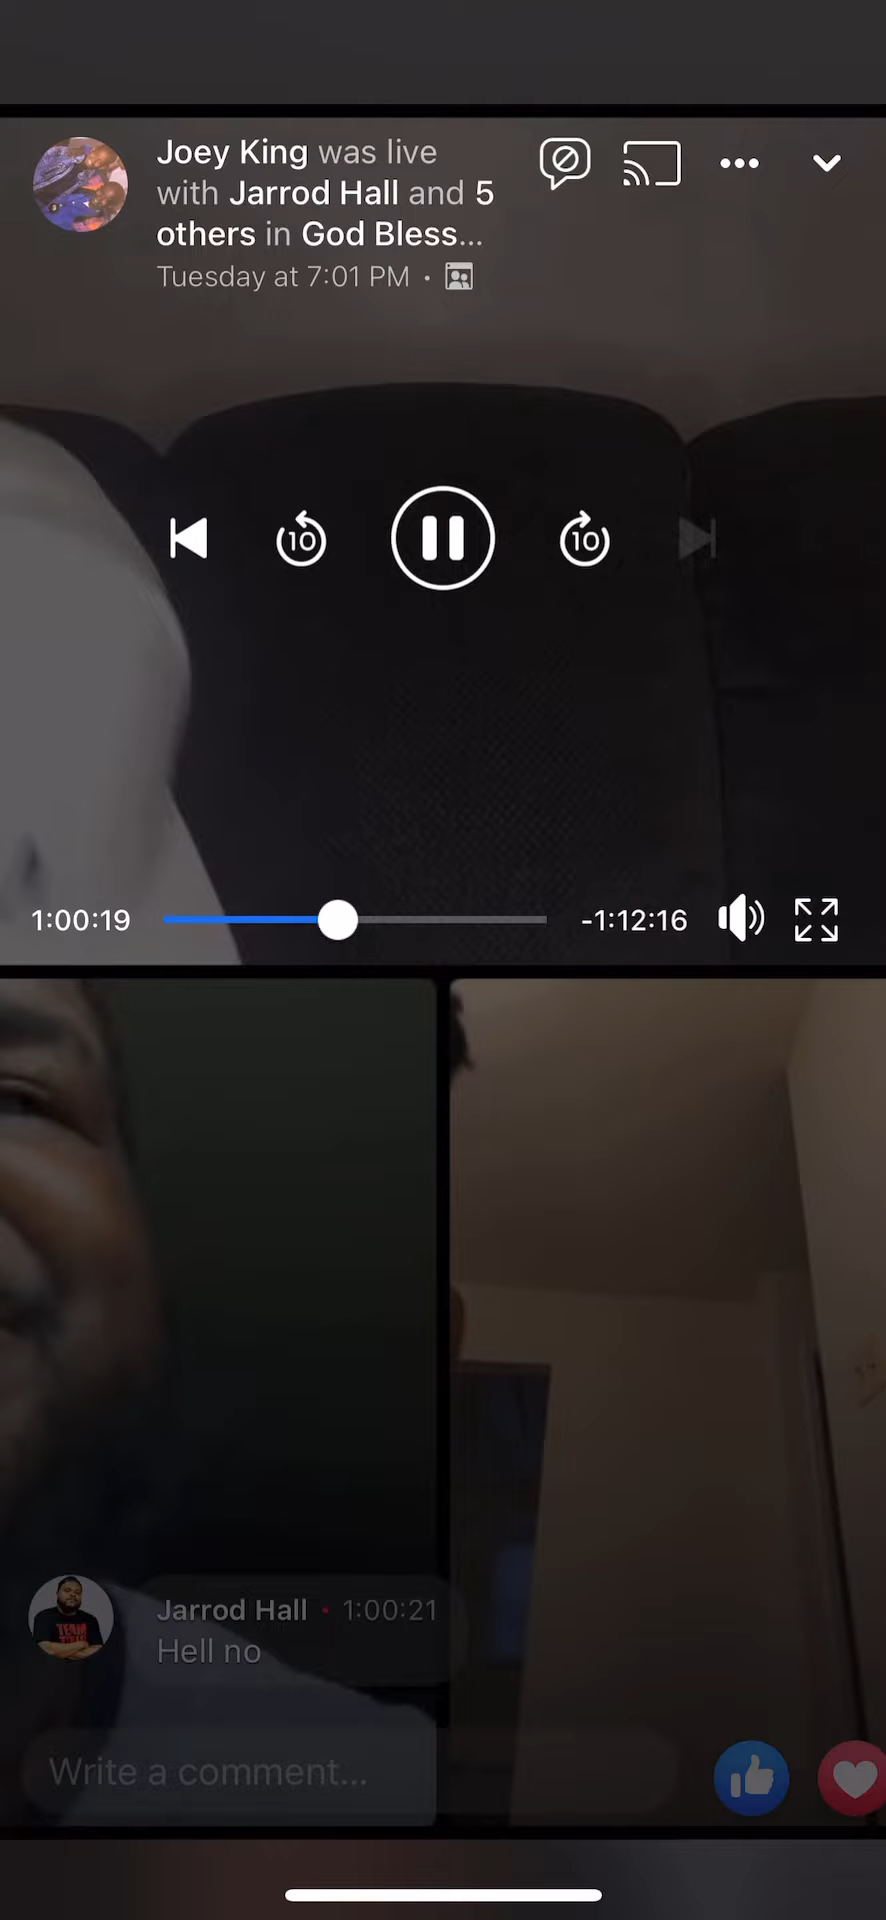 Joey King was live
with Jarrod Hall and 5
others in God Bless...
Tuesday at 7:01 PM ·
10
10
1:00:19
-1:12:16
Jarrod Hall • 1:00:21
Hell no
Write a comment...